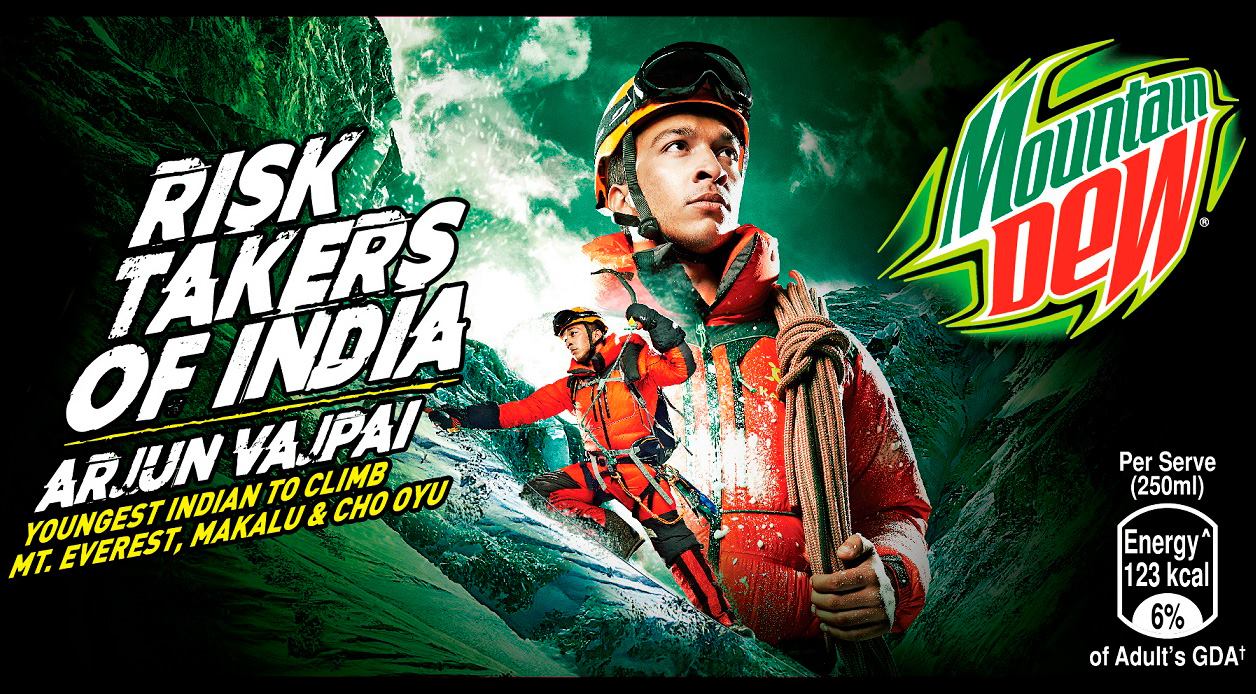 RISK
TAKERS
OF INDIA
ARJUN VAJPAI
YOUNGEST INDIAN TO CLIMB
MT. EVEREST, MAKALU & CHO OYU
Mountain
Dew®
Per Serve
(250ml)
Energy^
123 kcal
6%
of Adult's GDA†